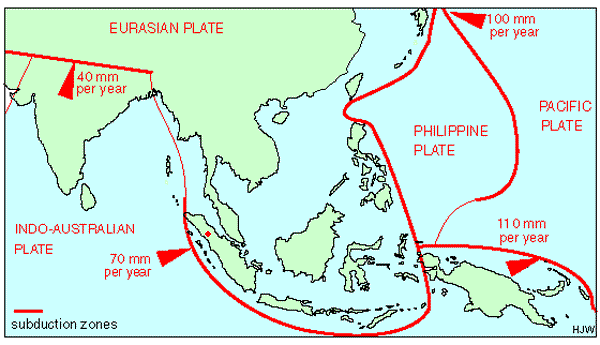 EURASIAN PLATE
100 mm
per year
40 mm
per year
PACIFIC
PLATE
PHILIPPINE
PLATE
INDO-AUSTRALIAN
PLATE
70 mm
per year
110 mm
per year
subduction zones
HJW